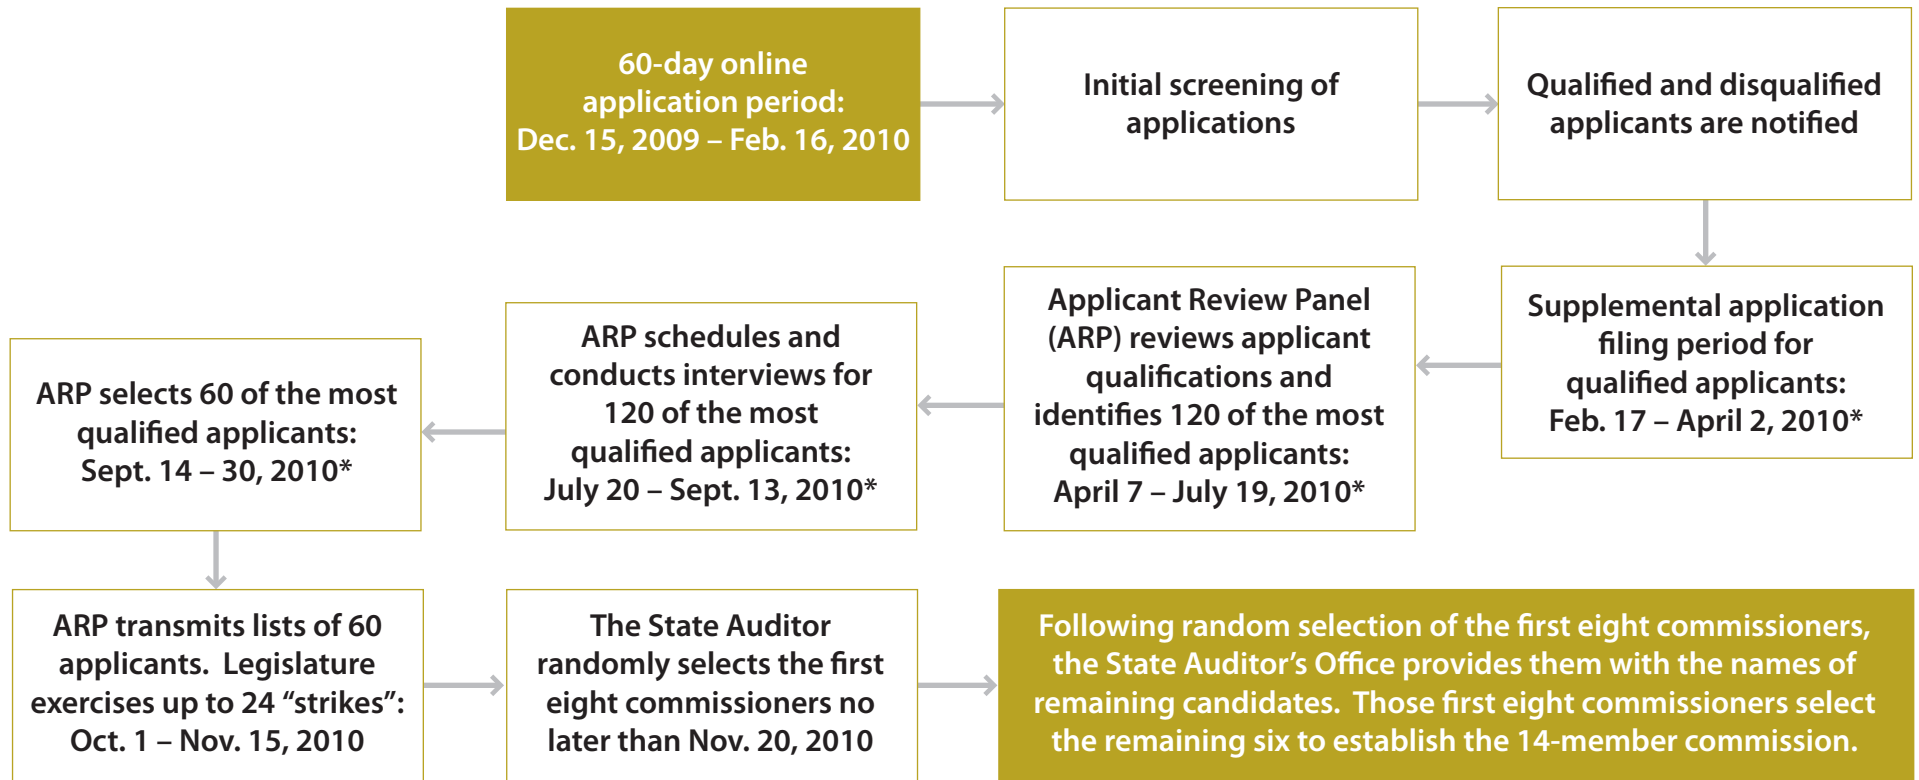 60-day online
application period:
Dec. 15, 2009 – Feb. 16, 2010
Initial screening of
applications
Qualified and disqualified
applicants are notified
Supplemental application
filing period for
qualified applicants:
Feb. 17 – April 2, 2010*
Applicant Review Panel
(ARP) reviews applicant
qualifications and
identifies 120 of the most
qualified applicants:
April 7 – July 19, 2010*
ARP schedules and
conducts interviews for
120 of the most
qualified applicants:
July 20 – Sept. 13, 2010*
ARP selects 60 of the most
qualified applicants:
Sept. 14 – 30, 2010*
ARP transmits lists of 60
applicants.  Legislature
exercises up to 24 “strikes”:
Oct. 1 – Nov. 15, 2010
The State Auditor
randomly selects the first
eight commissioners no
later than Nov. 20, 2010
Following random selection of the first eight commissioners,
the State Auditor’s Office provides them with the names of
remaining candidates.  Those first eight commissioners select
the remaining six to establish the 14-member commission.